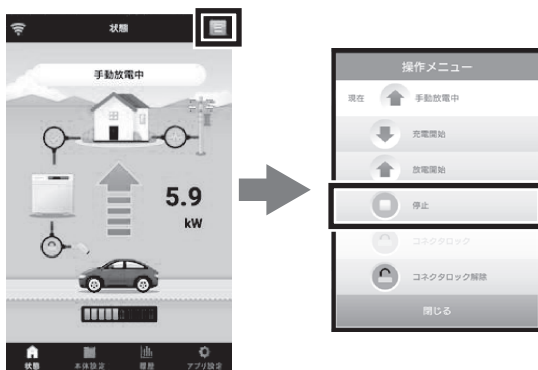 状態
手動放電中
5.9
kW
状態
本体設定
履歴
アプリ設定
操作メニュー
現在 手動放電中
充電開始
放電開始
停止
コネクタロック
コネクタロック解除
閉じる